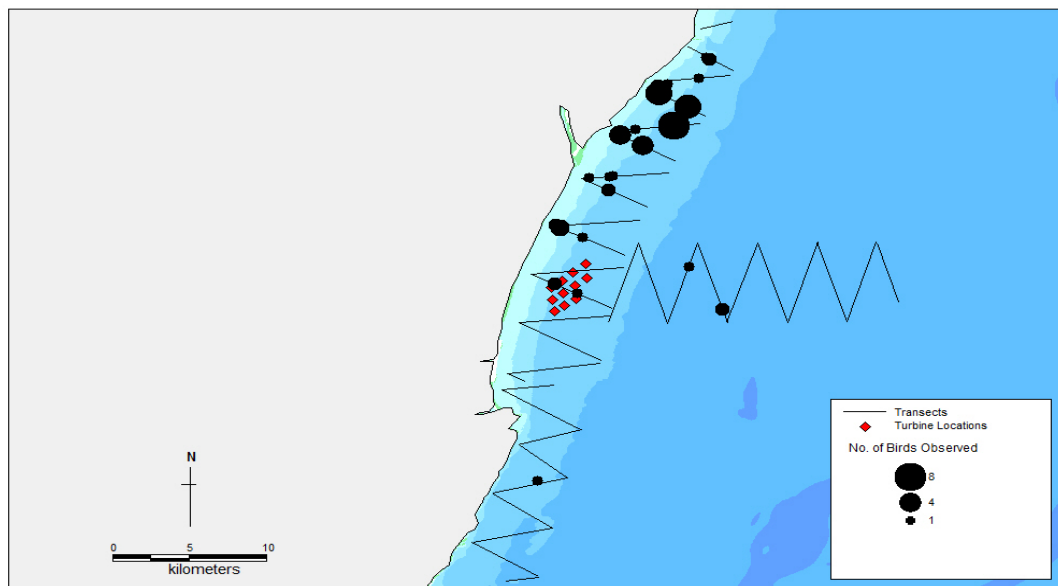 N
0 5 10
kilometers
Transects
Turbine Locations
No. of Birds Observed
8
4
1